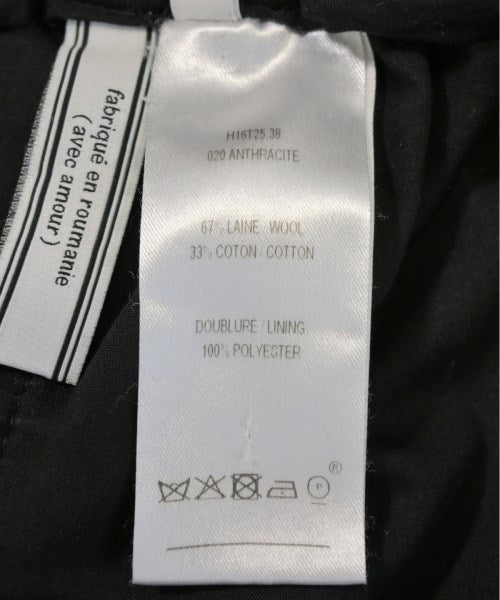 fabriqué en roumanie
( avec amour )
H16T25 38
020 ANTHRACITE
67% LAINE / WOOL
33% COTON / COTTON
DOUBLURE / LINING
100% POLYESTER
P
®